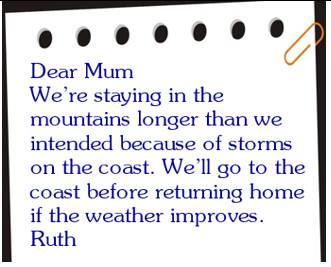 Dear Mum
We're staying in the
mountains longer than we
intended because of storms
on the coast. We'll go to the
coast before returning home
if the weather improves.
Ruth